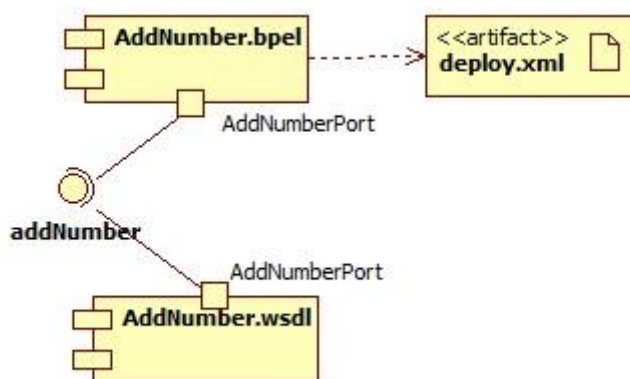 AddNumber.bpel
<<artifact>>
deploy.xml
AddNumberPort
addNumber
AddNumberPort
AddNumber.wsdl